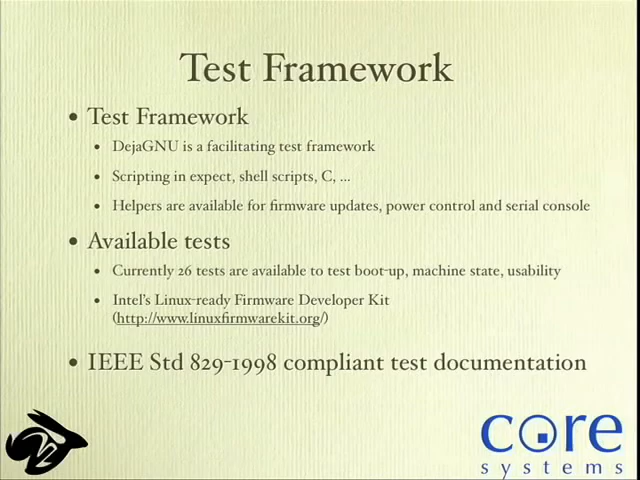 Test Framework
• Test Framework
• DejaGNU is a facilitating test framework
• Scripting in expect, shell scripts, C, ...
• Helpers are available for firmware updates, power control and serial console
• Available tests
• Currently 26 tests are available to test boot-up, machine state, usability
• Intel's Linux-ready Firmware Developer Kit
(http://www.linuxfirmwarekit.org/)
• IEEE Std 829-1998 compliant test documentation
core
systems